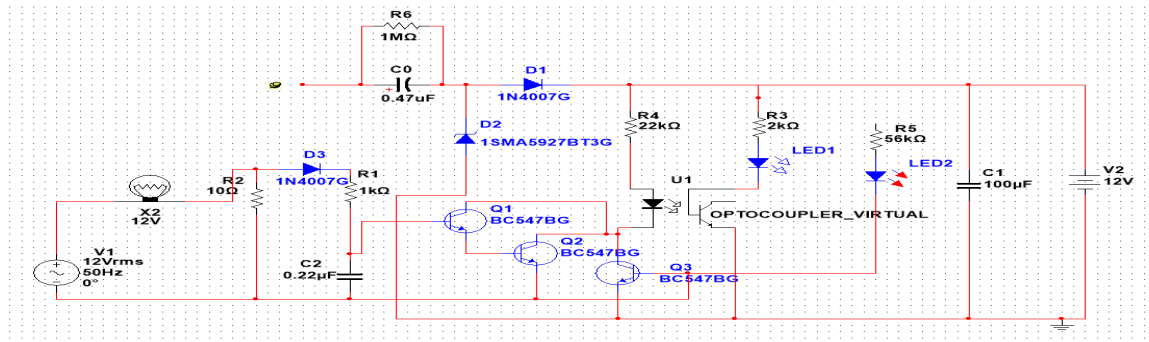 R6
1MΩ
C0
0.47uF
D1
1N4007G
D2
1SMA5927BT3G
R4
22kΩ
R3
2kΩ
LED1
R5
56kΩ
LED2
V2
12V
C1
100µF
D3
1N4007G
R2
10Ω
R1
1kΩ
X2
12V
U1
OPTOCOUPLER_VIRTUAL
Q1
BC547BG
Q2
BC547BG
Q3
BC547BG
V1
12Vrms
50Hz
0°
C2
0.22µF